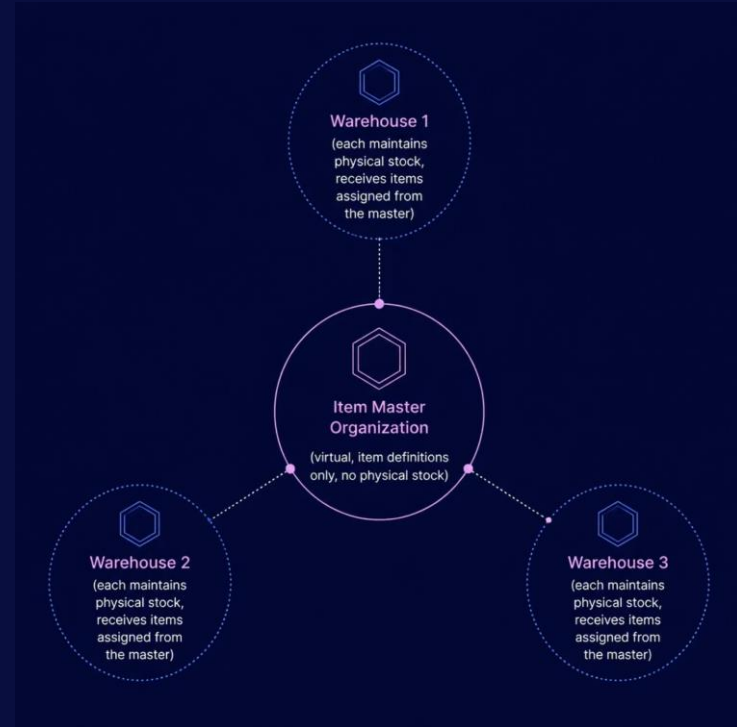 Warehouse 1
(each maintains
physical stock,
receives items
assigned from
the master)
Item Master
Organization
(virtual, item definitions
only, no physical stock)
Warehouse 2
(each maintains
physical stock,
receives items
assigned from
the master)
Warehouse 3
(each maintains
physical stock,
receives items
assigned from
the master)